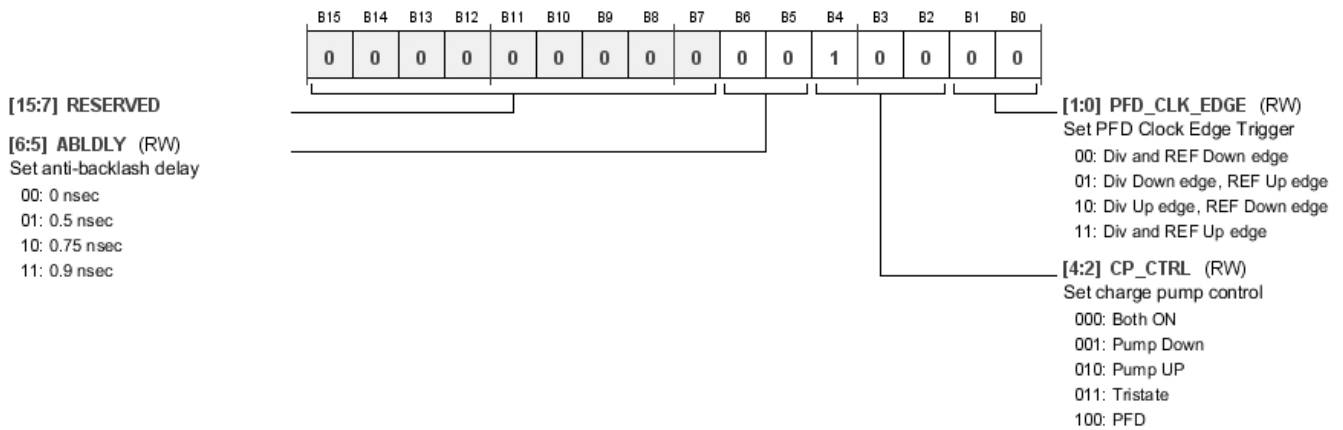 B15 B14 B13 B12 B11 B10 B9 B8 B7 B6 B5 B4 B3 B2 B1 B0
0 0 0 0 0 0 0 0 0 0 0 1 0 0 0 0
[15:7] RESERVED
[6:5] ABLDLY (RW)
Set anti-backlash delay
00: 0 nsec
01: 0.5 nsec
10: 0.75 nsec
11: 0.9 nsec
[1:0] PFD_CLK_EDGE (RW)
Set PFD Clock Edge Trigger
00: Div and REF Down edge
01: Div Down edge, REF Up edge
10: Div Up edge, REF Down edge
11: Div and REF Up edge
[4:2] CP_CTRL (RW)
Set charge pump control
000: Both ON
001: Pump Down
010: Pump UP
011: Tristate
100: PFD